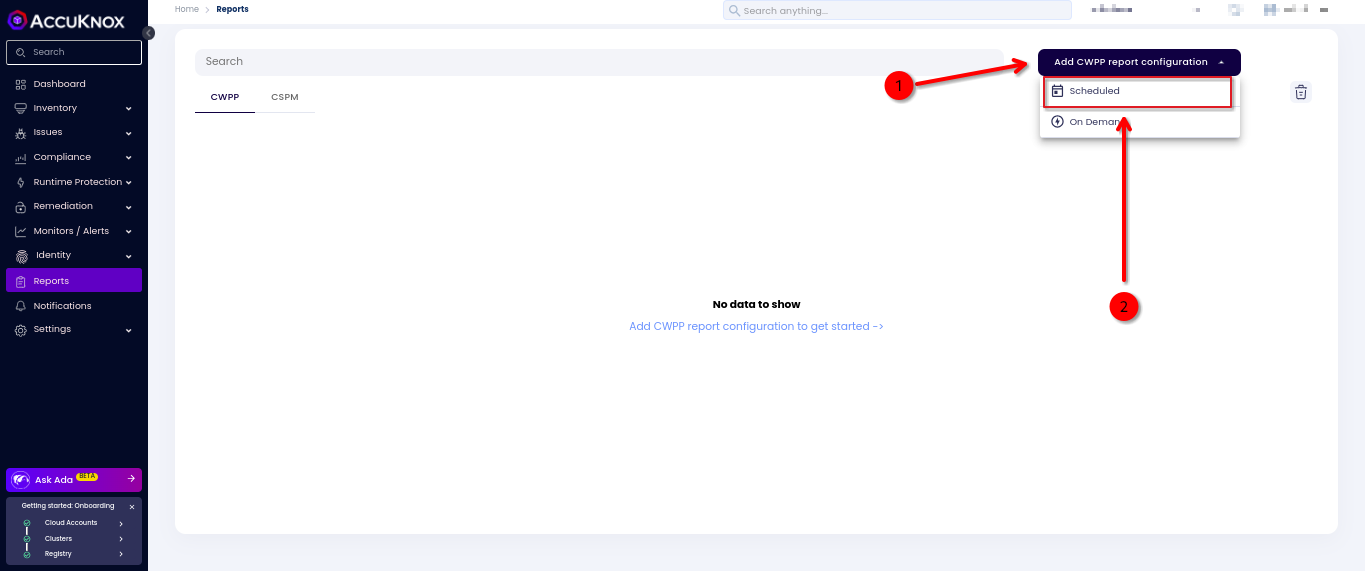 ACCUKNOX
Home > Reports
Search anything...
Search
Dashboard
Inventory
Issues
Compliance
Runtime Protection
Remediation
Monitors / Alerts
Identity
Reports
Notifications
Settings
Ask Ada BETA
Getting started: Onboarding
Cloud Accounts
Clusters
Registry
Search
CWPP
CSPM
1
Add CWPP report configuration
Scheduled
On Deman
2
No data to show
Add CWPP report configuration to get started ->